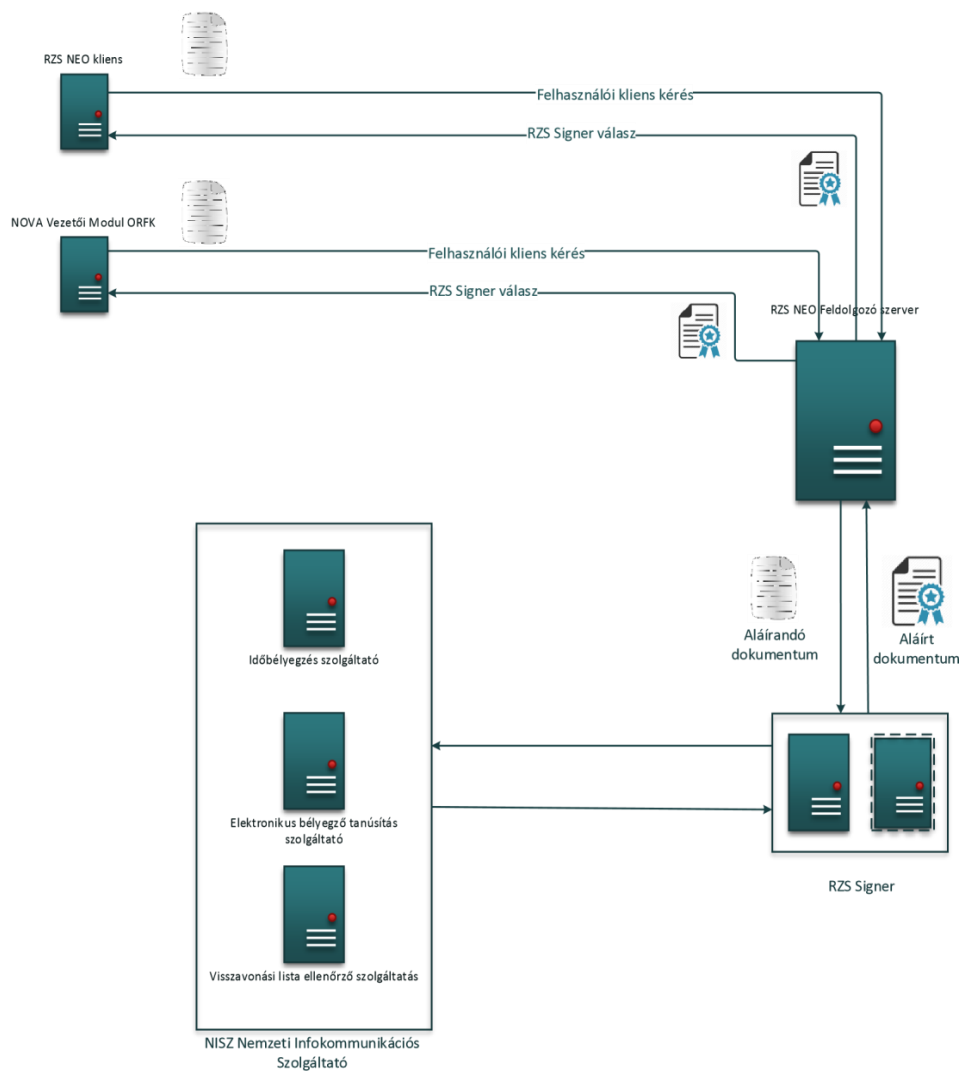 RZS NEO kliens
Felhasználói kliens kérés
RZS Signer válasz
NOVA Vezetői Modul ORFK
Felhasználói kliens kérés
RZS Signer válasz
RZS NEO Feldolgozó szerver
Aláírandó
dokumentum
Aláírt
dokumentum
Időbélyegzés szolgáltató
Elektronikus bélyegző tanúsítás
szolgáltató
Visszavonási lista ellenőrző szolgáltatás
RZS Signer
NISZ Nemzeti Infokommunikációs
Szolgáltató